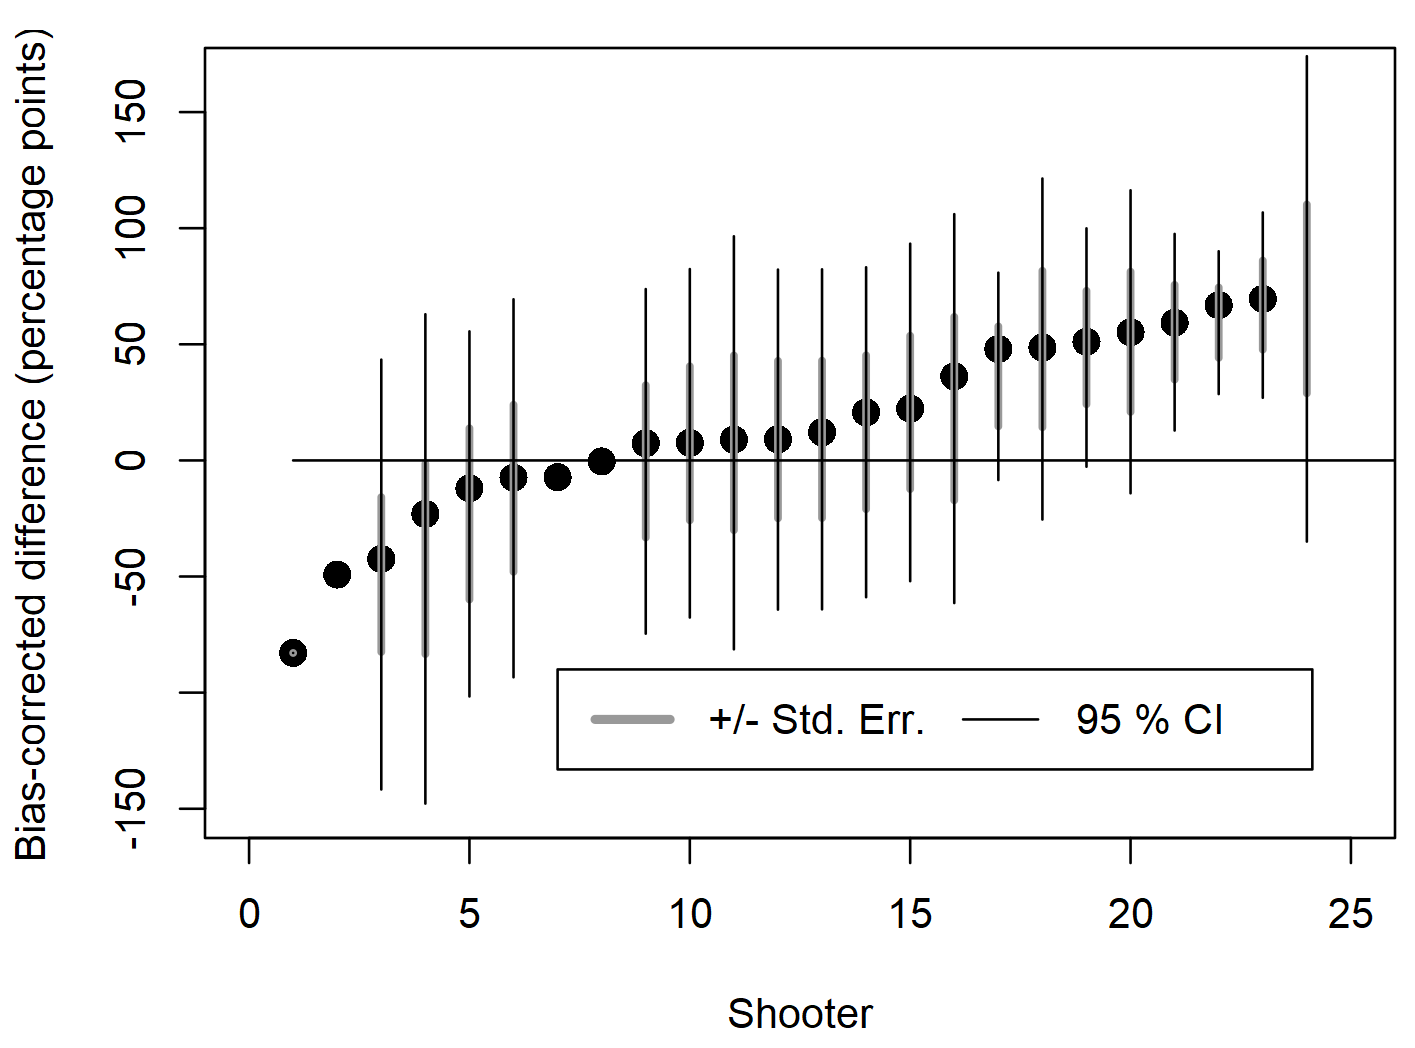 Bias-corrected difference (percentage points)
150
100
50
0
-50
-150
+/- Std. Err.
95 % CI
0 5 10 15 20 25
Shooter